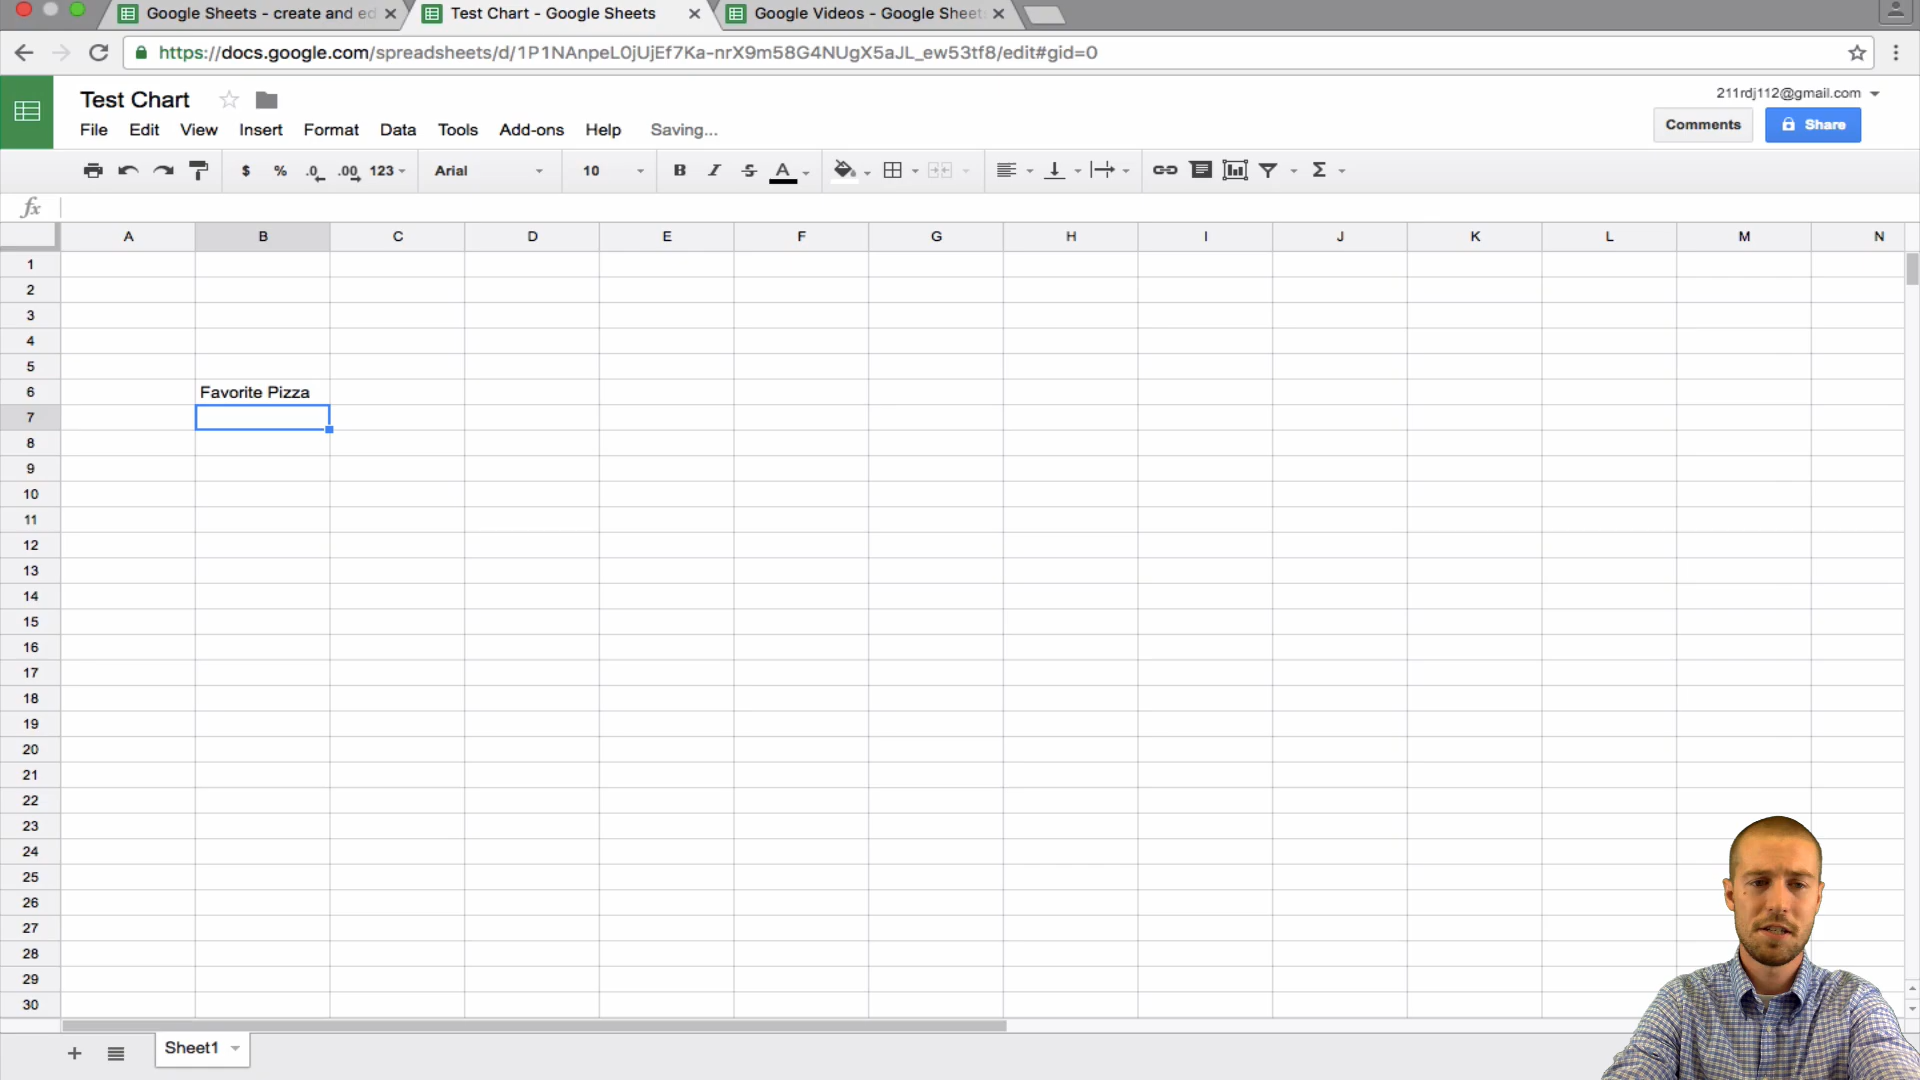 Google Sheets - create and ed
Test Chart - Google Sheets
Google Videos - Google Sheet
https://docs.google.com/spreadsheets/d/1P1NAnpeL0jUjEf7Ka-nrX9m58G4NUgX5aJL_ew53tf8/edit#gid=0
Test Chart
211rdj112@gmail.com
File Edit View Insert Format Data Tools Add-ons Help Saving...
Comments
Share
$ % .0 .00 123 Arial 10 B I S A Σ
fx
A B C D E F G H I J K L M N
1
2
3
4
5
6 Favorite Pizza
7
8
9
10
11
12
13
14
15
16
17
18
19
20
21
22
23
24
25
26
27
28
29
30
Sheet1